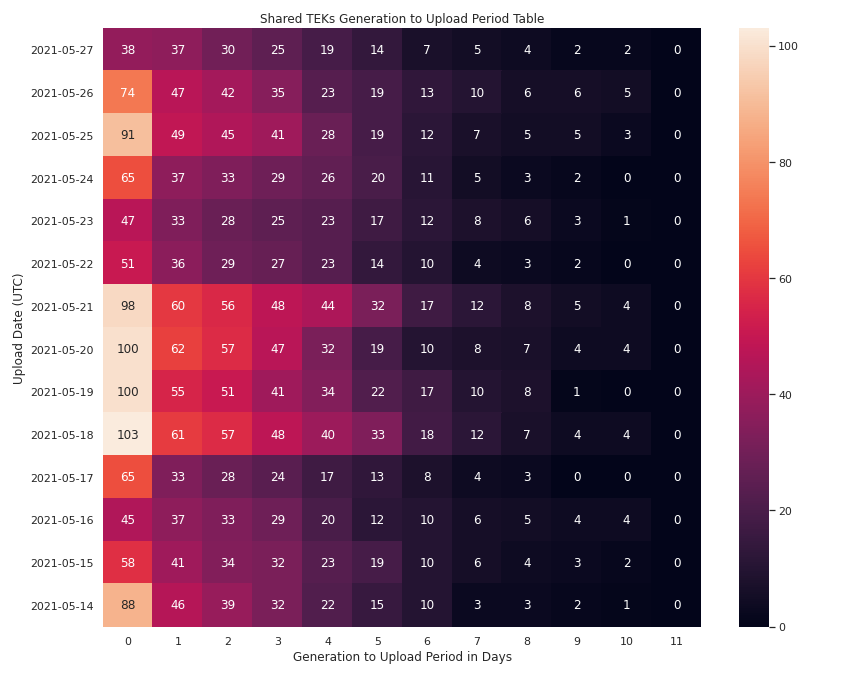 Shared TEKs Generation to Upload Period Table
Upload Date (UTC)
2021-05-27 38 37 30 25 19 14 7 5 4 2 2 0
2021-05-26 74 47 42 35 23 19 13 10 6 6 5 0
2021-05-25 91 49 45 41 28 19 12 7 5 5 3 0
2021-05-24 65 37 33 29 26 20 11 5 3 2 0 0
2021-05-23 47 33 28 25 23 17 12 8 6 3 1 0
2021-05-22 51 36 29 27 23 14 10 4 3 2 0 0
2021-05-21 98 60 56 48 44 32 17 12 8 5 4 0
2021-05-20 100 62 57 47 32 19 10 8 7 4 4 0
2021-05-19 100 55 51 41 34 22 17 10 8 1 0 0
2021-05-18 103 61 57 48 40 33 18 12 7 4 4 0
2021-05-17 65 33 28 24 17 13 8 4 3 0 0 0
2021-05-16 45 37 33 29 20 12 10 6 5 4 4 0
2021-05-15 58 41 34 32 23 19 10 6 4 3 2 0
2021-05-14 88 46 39 32 22 15 10 3 3 2 1 0
0 1 2 3 4 5 6 7 8 9 10 11
Generation to Upload Period in Days
100
80
60
40
20
0